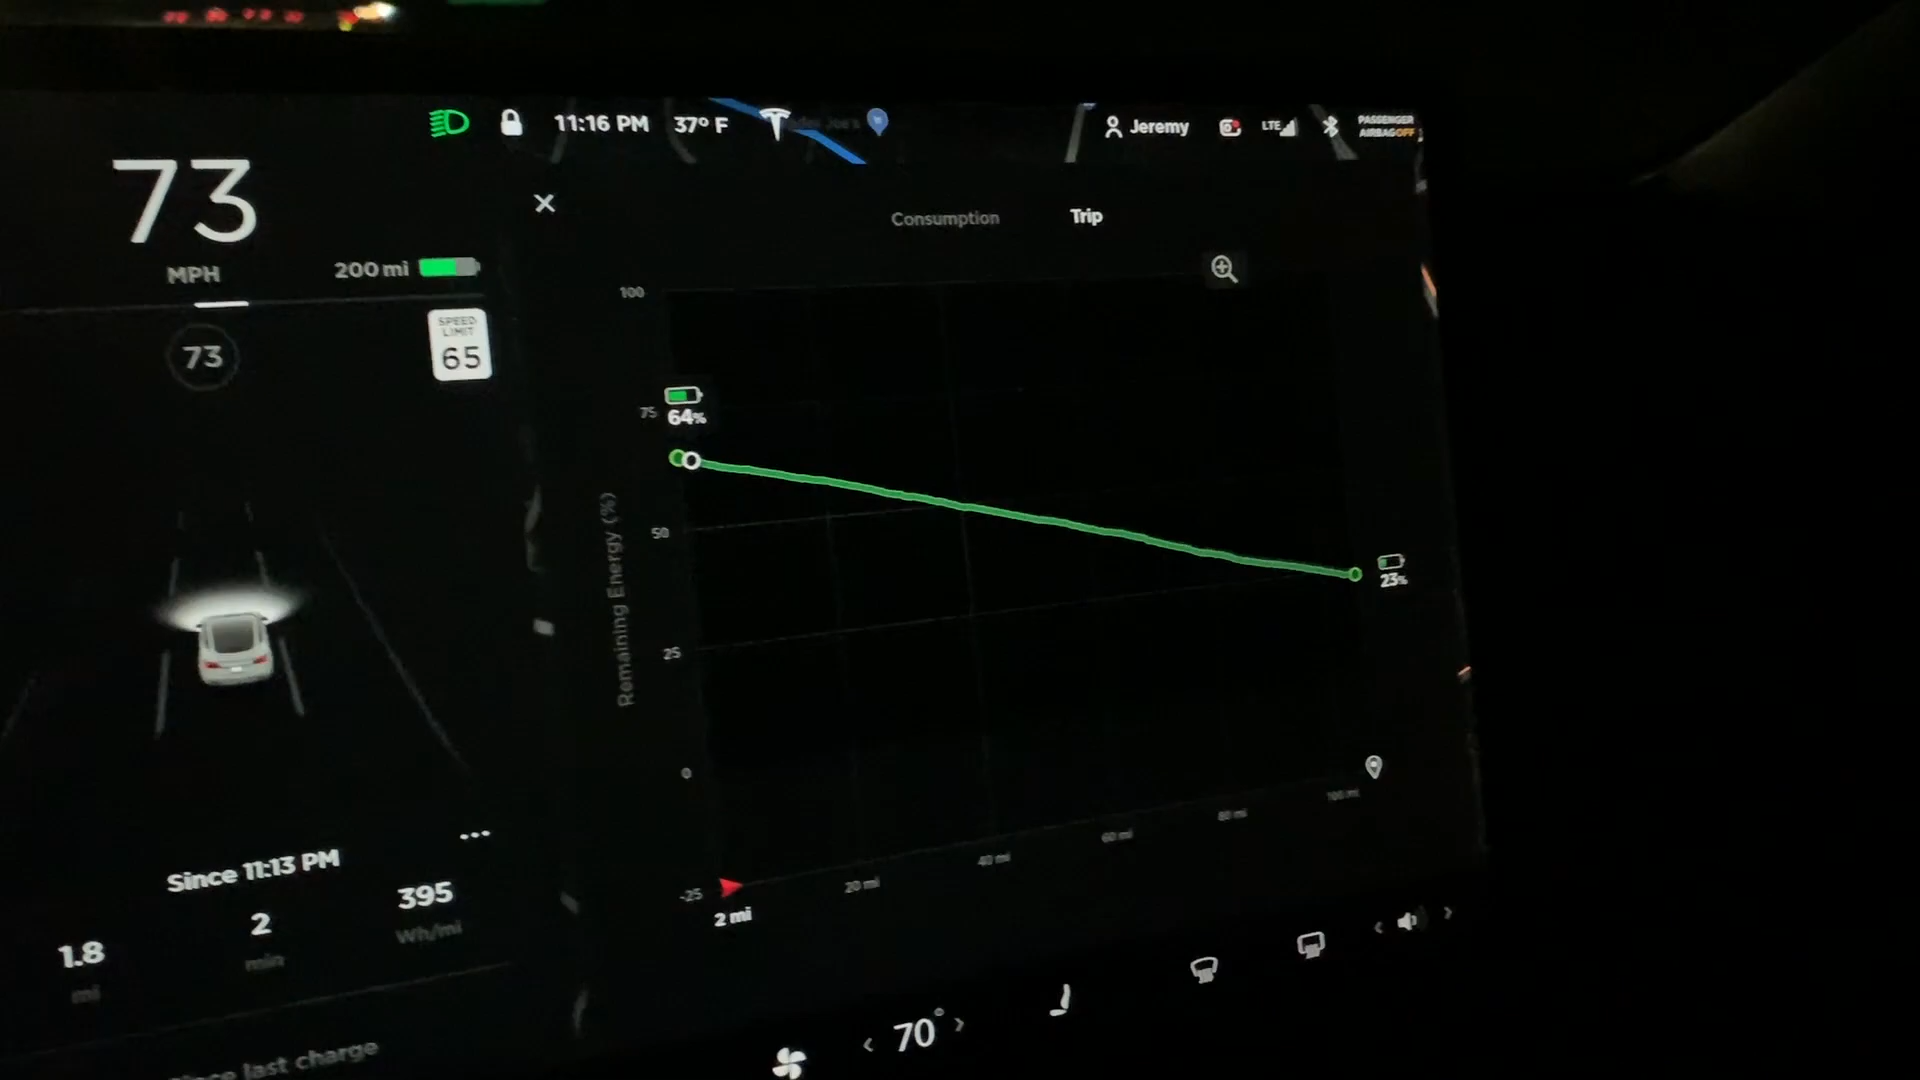 11:16 PM
37° F
Jeremy
LTE
PASSENGER
AIRBAG OFF
73
MPH
200 mi
SPEED
LIMIT
65
73
Consumption
Trip
100
75
64%
50
25
0
-25
Remaining Energy (%)
23%
2 mi
20 mi
40 mi
60 mi
80 mi
100 mi
Since 11:13 PM
1.8
mi
2
min
395
Wh/mi
last charge
70°